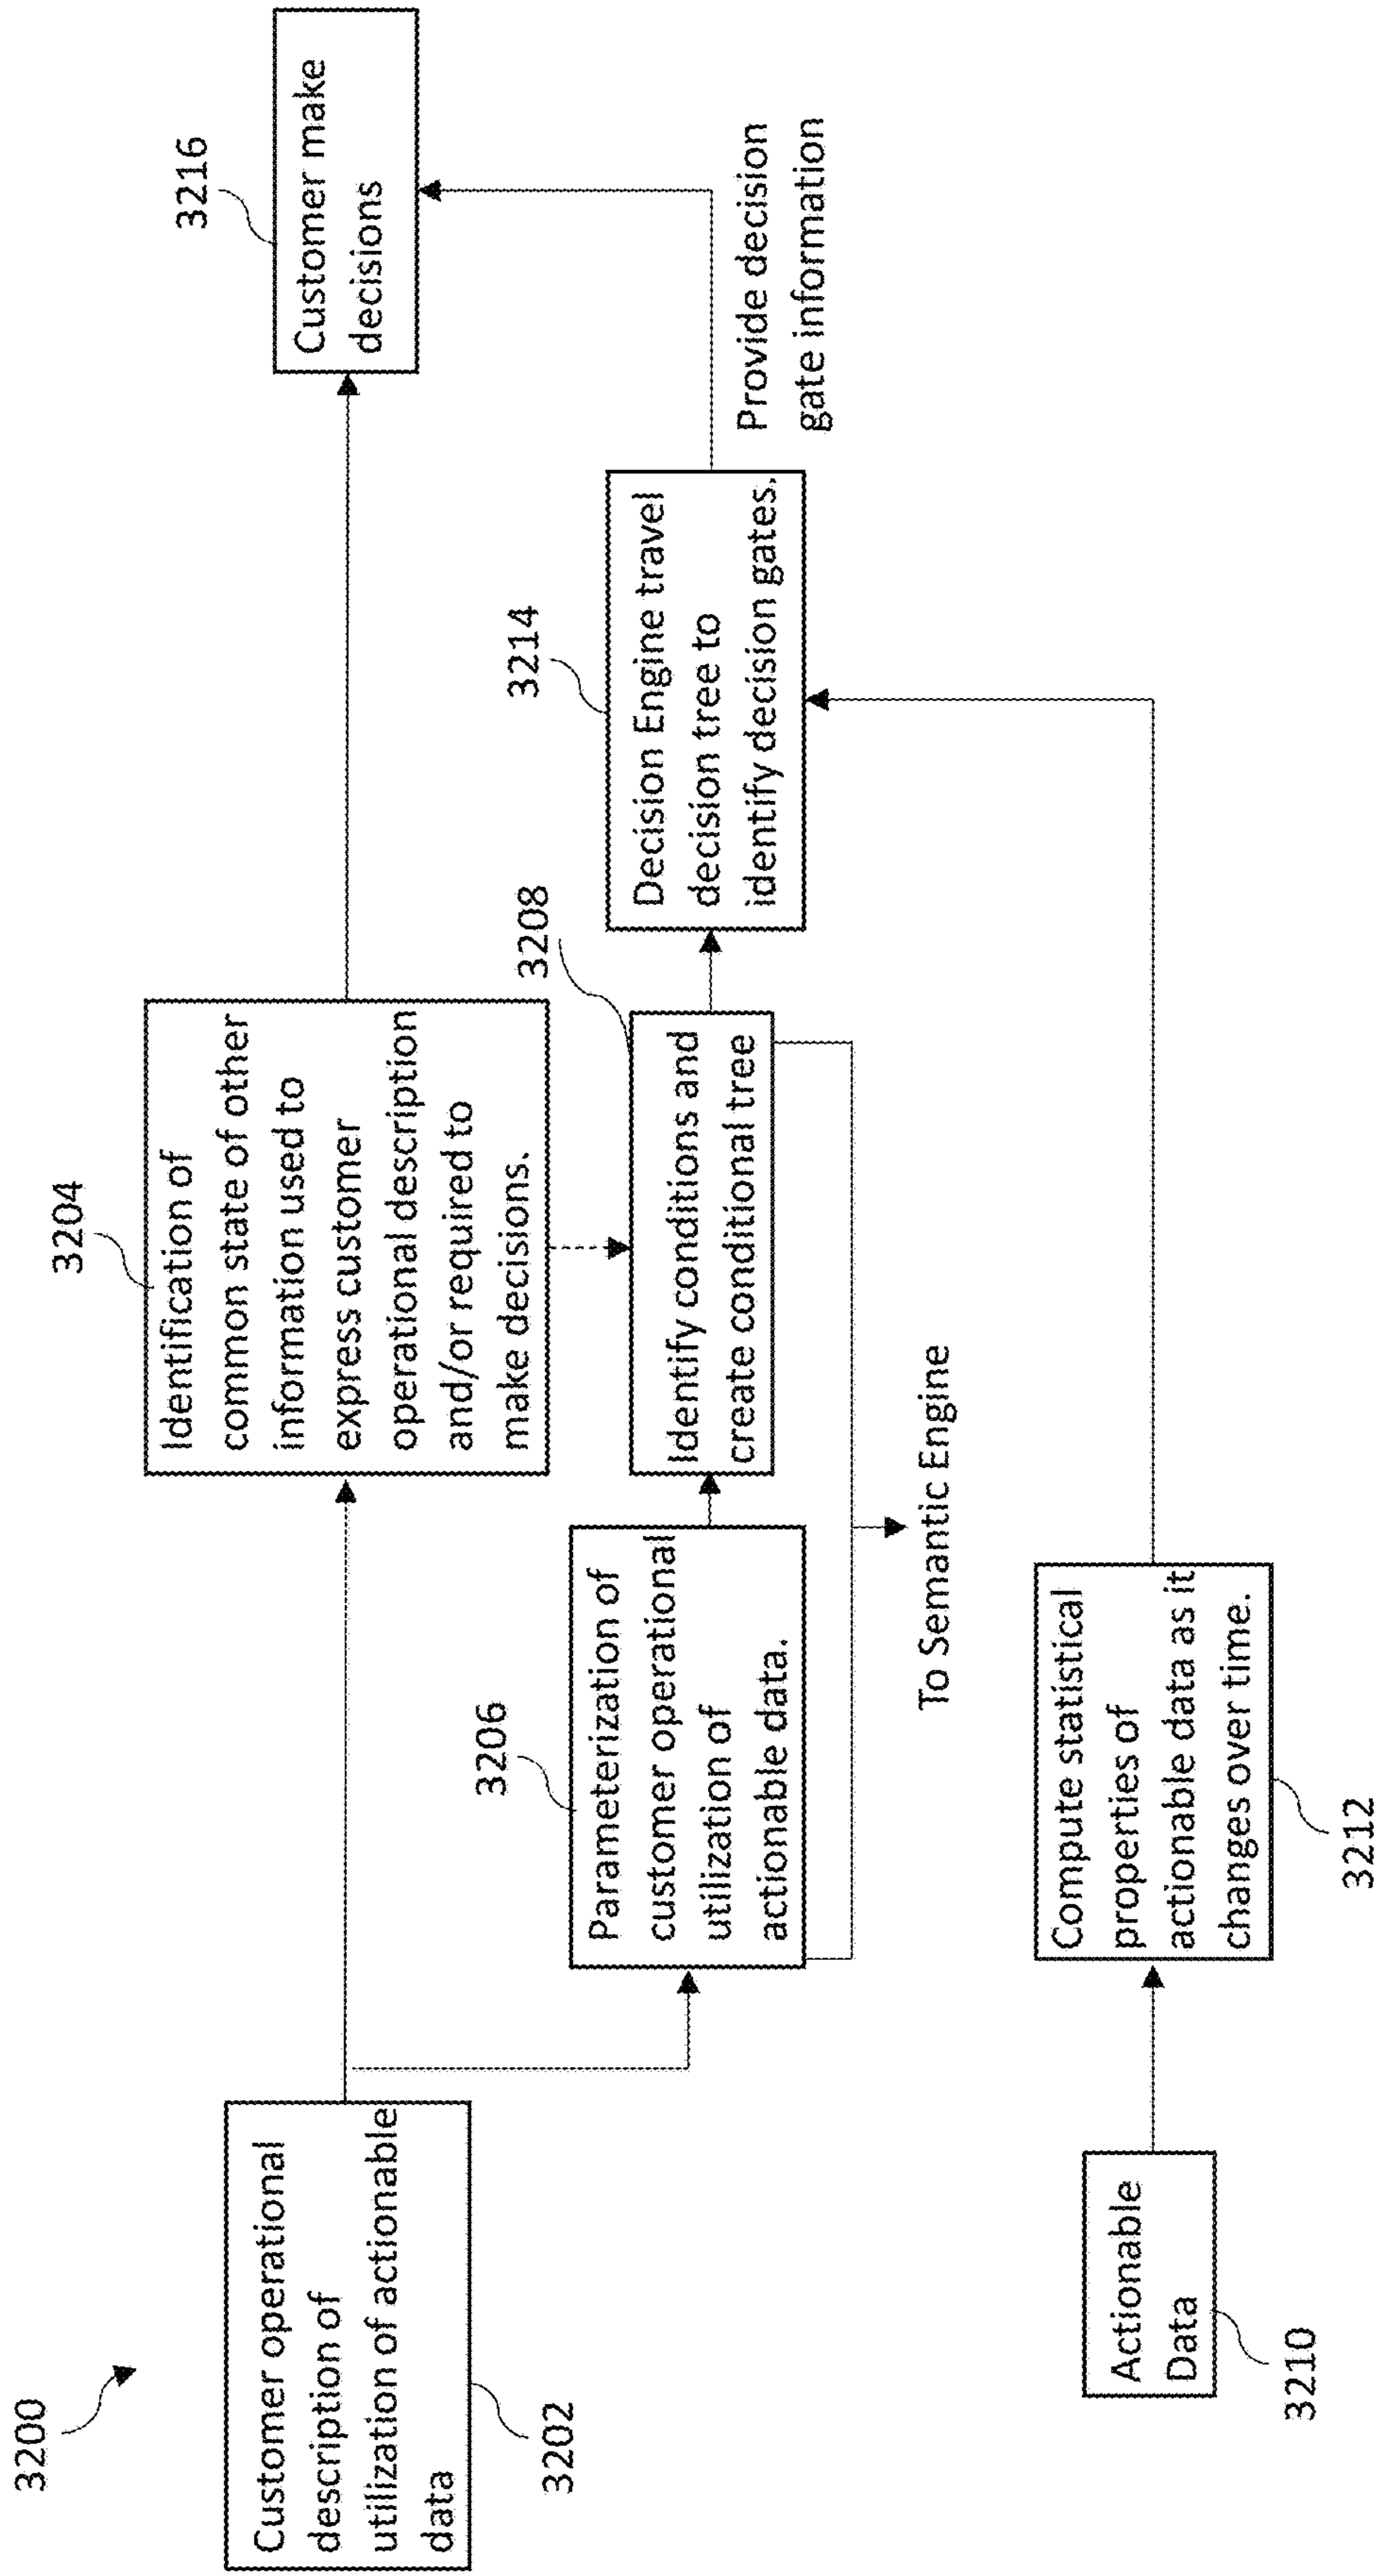 3200
Customer operational
description of
utilization of actionable
data
3202
3204
Identification of
common state of other
information used to
express customer
operational description
and/or required to
make decisions.
3216
Customer make
decisions
3206
Parameterization of
customer operational
utilization of
actionable data.
3208
Identify conditions and
create conditional tree
3214
Decision Engine travel
decision tree to
identify decision gates.
Provide decision
gate information
To Semantic Engine
Actionable
Data
3210
Compute statistical
properties of
actionable data as it
changes over time.
3212